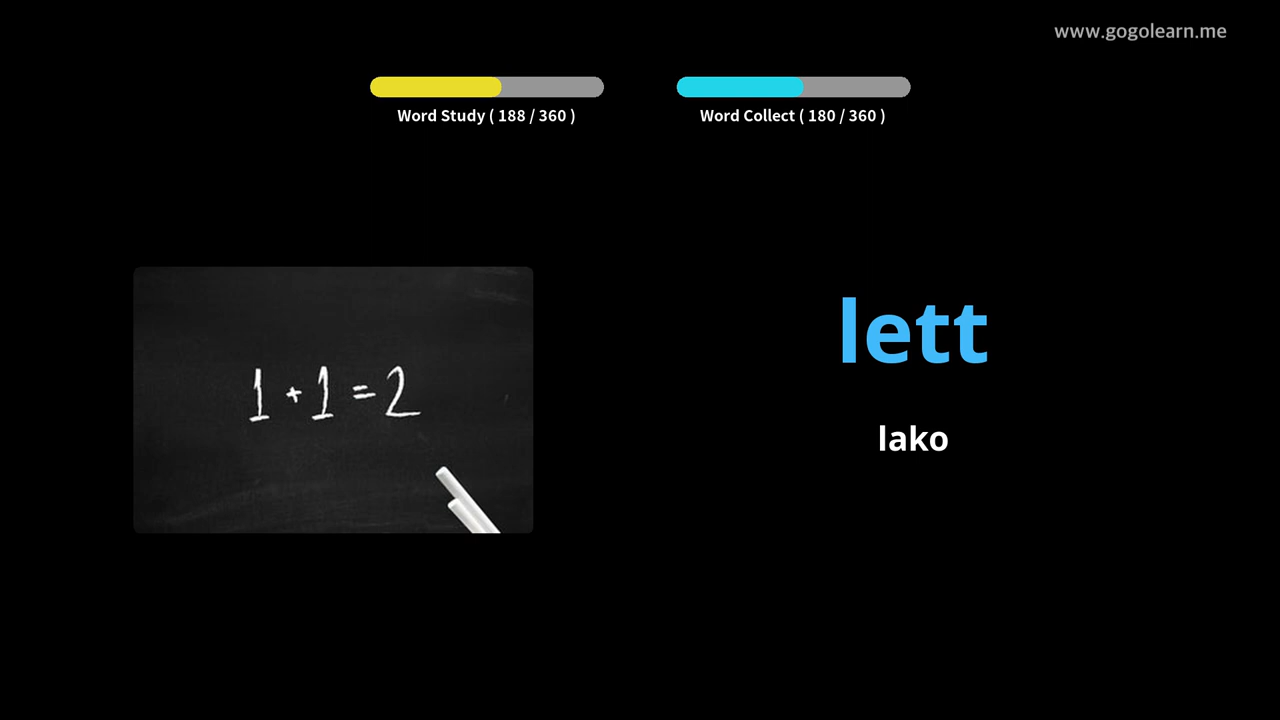 www.gogolearn.me
Word Study ( 188 / 360 )
Word Collect ( 180 / 360 )
1 + 1 = 2
lett
lako